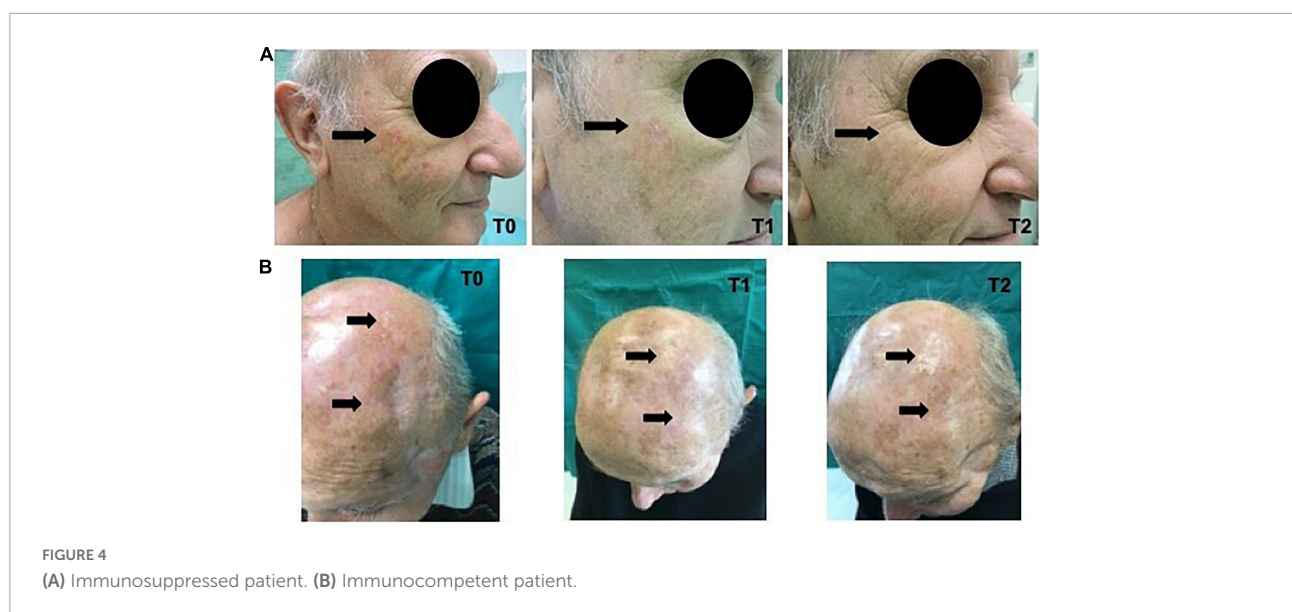 A
T0
T1
T2
B
T0
T1
T2
FIGURE 4
(A) Immunosuppressed patient. (B) Immunocompetent patient.